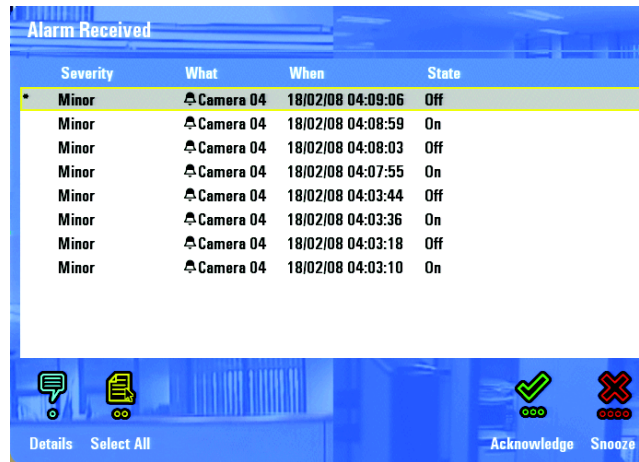 Alarm Received
Severity What When State
Minor Camera 04 18/02/08 04:09:06 Off
Minor Camera 04 18/02/08 04:08:59 On
Minor Camera 04 18/02/08 04:08:03 Off
Minor Camera 04 18/02/08 04:07:55 On
Minor Camera 04 18/02/08 04:03:44 Off
Minor Camera 04 18/02/08 04:03:36 On
Minor Camera 04 18/02/08 04:03:18 Off
Minor Camera 04 18/02/08 04:03:10 On
Details Select All Acknowledge Snooze